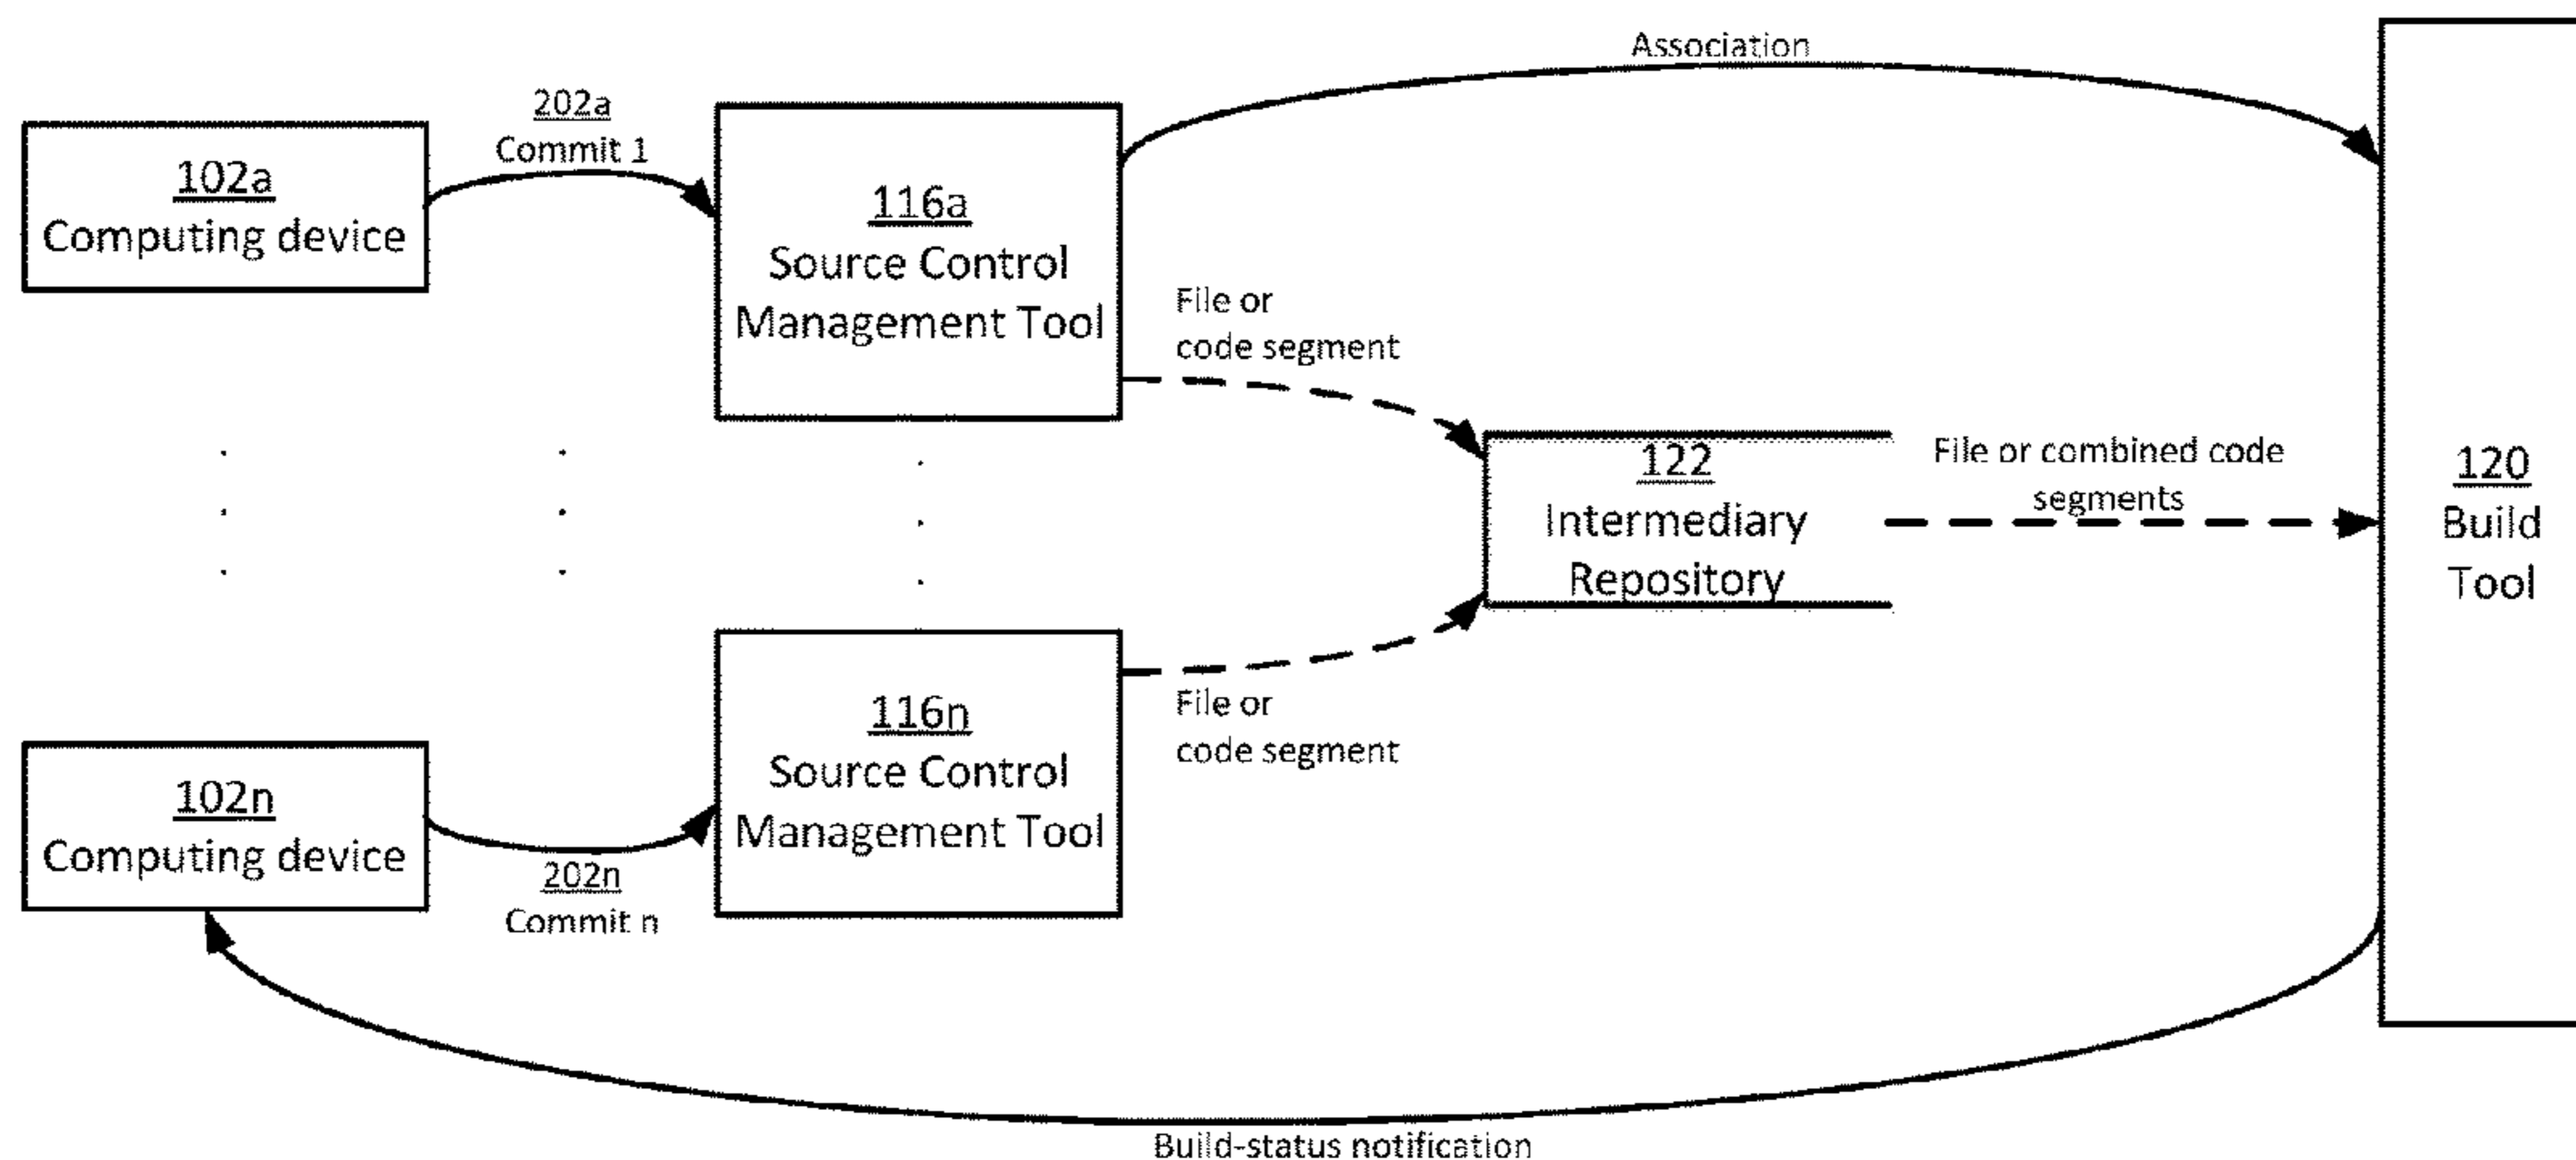 Association
202a
Commit 1
102a
Computing device
116a
Source Control
Management Tool
File or
code segment
122
Intermediary
Repository
File or combined code
segments
120
Build
Tool
116n
Source Control
Management Tool
File or
code segment
102n
Computing device
202n
Commit n
Build-status notification